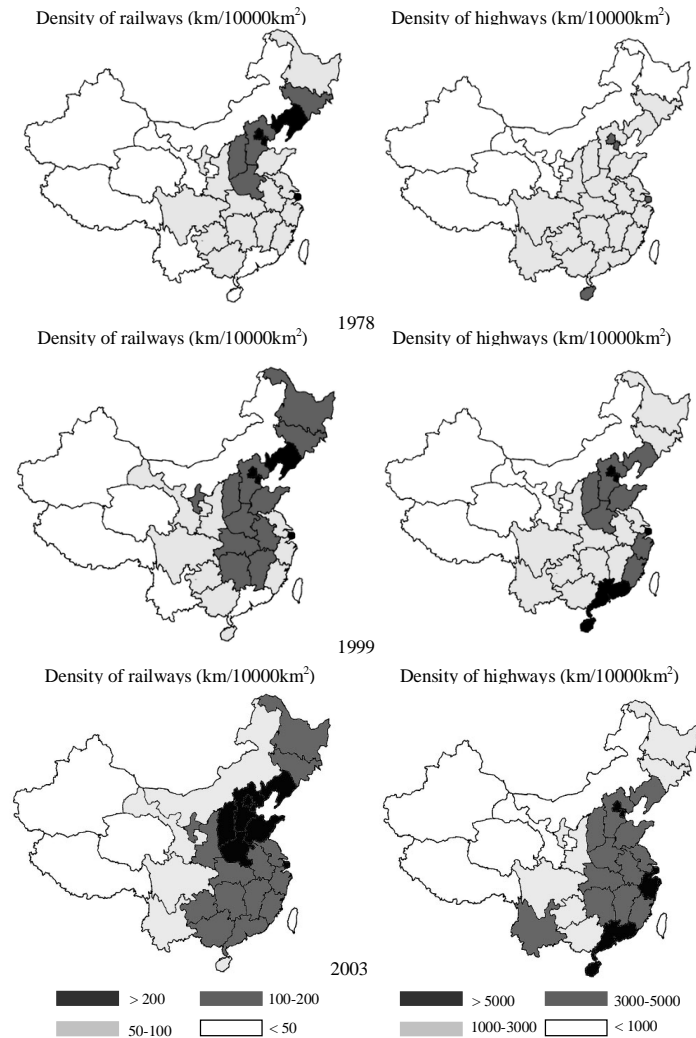 Density of railways (km/10000km²) Density of highways (km/10000km²)
1978
Density of railways (km/10000km²) Density of highways (km/10000km²)
1999
Density of railways (km/10000km²) Density of highways (km/10000km²)
2003
> 200 100-200 > 5000 3000-5000
50-100 < 50 1000-3000 < 1000